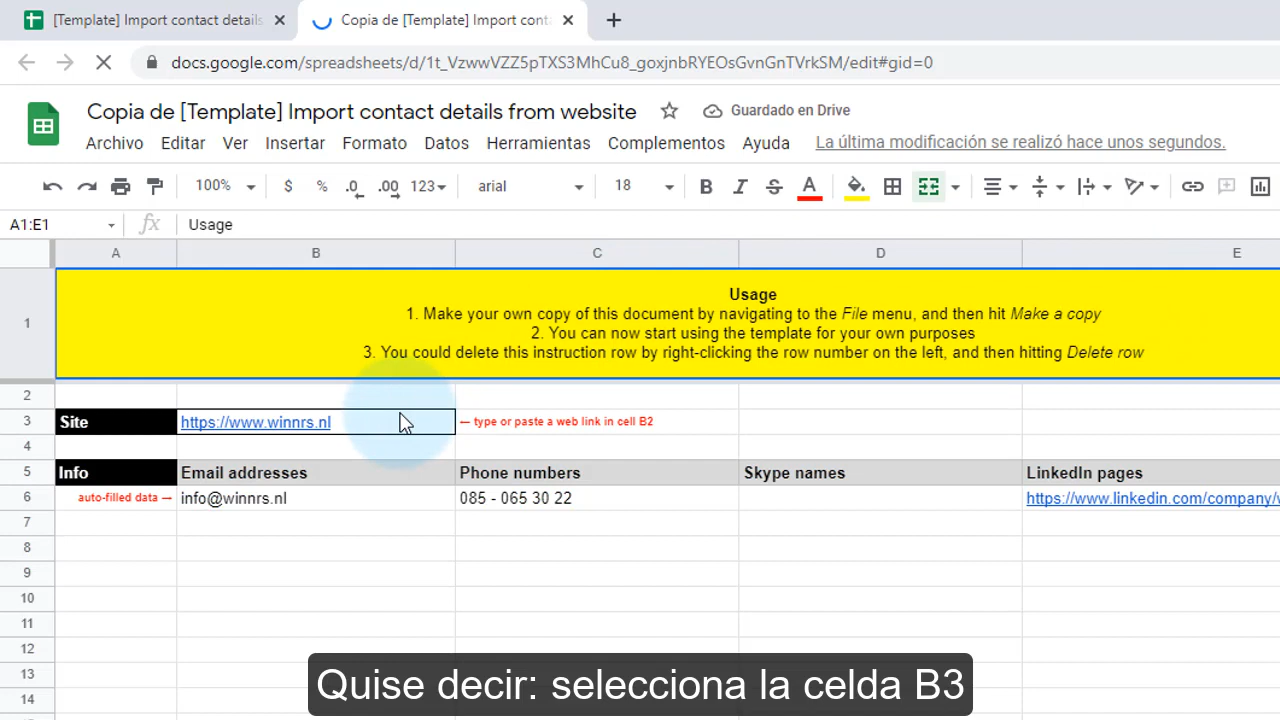 [Template] Import contact details
Copia de [Template] Import cont
docs.google.com/spreadsheets/d/1t_VzwwVZZ5pTXS3MhCu8_goxjnbRYEOsGvnGnTVrkSM/edit#gid=0
Copia de [Template] Import contact details from website
Guardado en Drive
Archivo Editar Ver Insertar Formato Datos Herramientas Complementos Ayuda La última modificación se realizó hace unos segundos.
100% $ % .0 .00 123 arial 18 B I S A
A1:E1 fx Usage
A B C D E
1
Usage
1. Make your own copy of this document by navigating to the File menu, and then hit Make a copy
2. You can now start using the template for your own purposes
3. You could delete this instruction row by right-clicking the row number on the left, and then hitting Delete row
2
3 Site https://www.winnrs.nl ← type or paste a web link in cell B2
4
5 Info Email addresses Phone numbers Skype names LinkedIn pages
6 auto-filled data → info@winnrs.nl 085 - 065 30 22 https://www.linkedin.com/company/
7
8
9
10
11
12
13
14
Quise decir: selecciona la celda B3